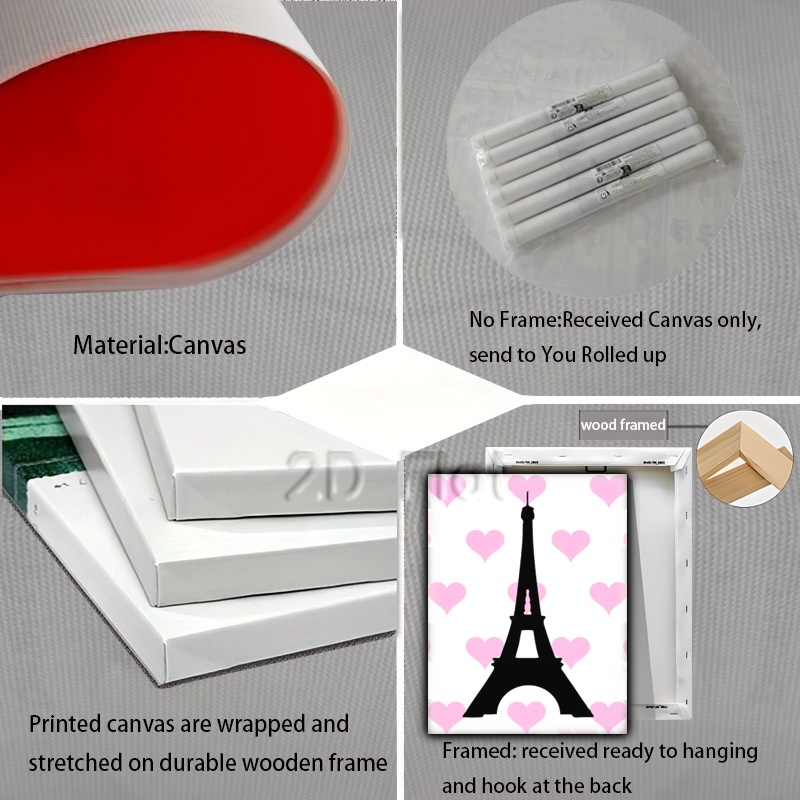 Material:Canvas
No Frame:Received Canvas only,
send to You Rolled up
wood framed
2D
Printed canvas are wrapped and
stretched on durable wooden frame
Framed: received ready to hanging
and hook at the back